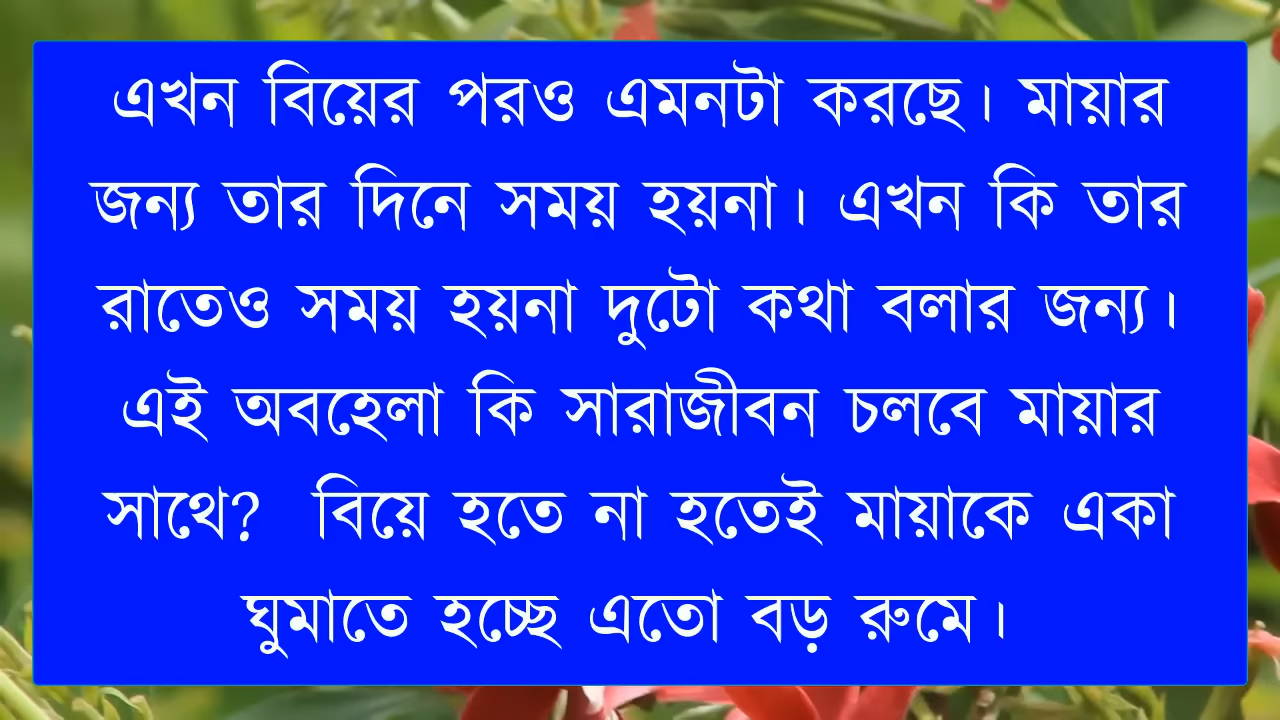 এখন বিয়ের পরও এমনটা করছে। মায়ার
জন্য তার দিনে সময় হয়না। এখন কি তার
রাতেও সময় হয়না দুটো কথা বলার জন্য।
এই অবহেলা কি সারাজীবন চলবে মায়ার
সাথে? বিয়ে হতে না হতেই মায়াকে একা
ঘুমাতে হচ্ছে এতো বড় রুমে।